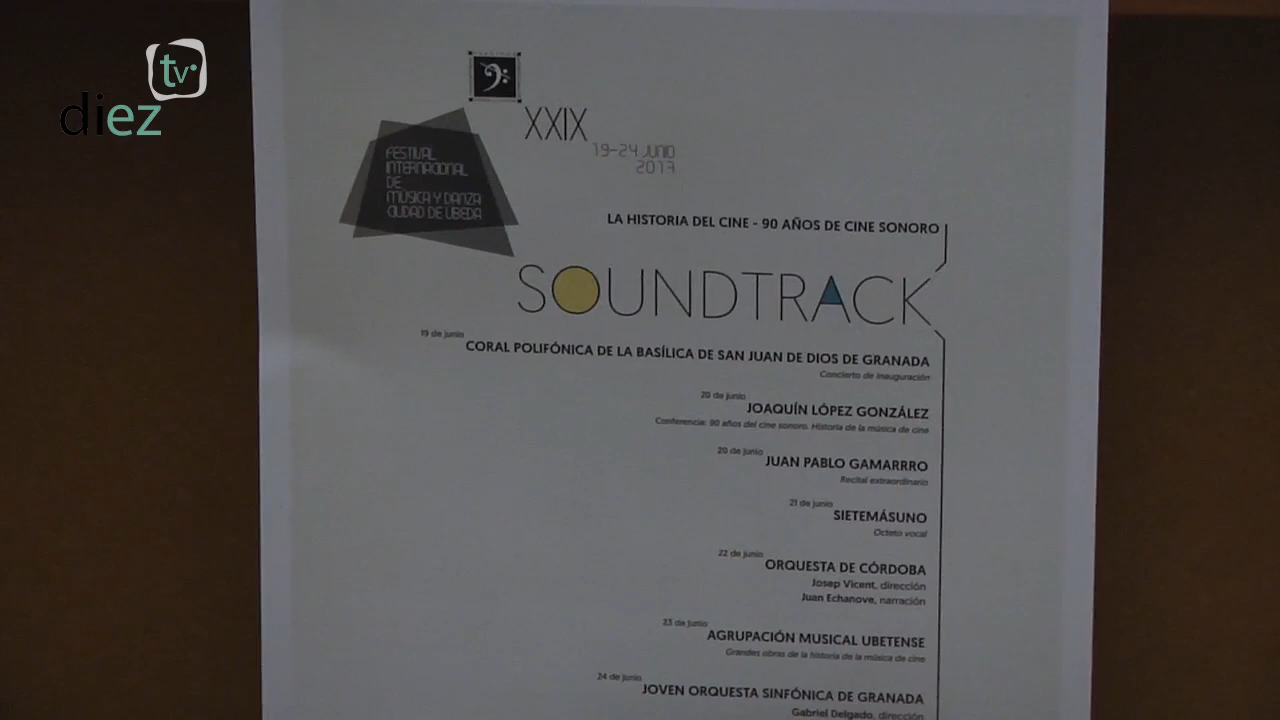 tv
diez
XXIX
19-24 JUNIO
2017
FESTIVAL
INTERNACIONAL
DE
MÚSICA Y DANZA
CIUDAD DE ÚBEDA
LA HISTORIA DEL CINE - 90 AÑOS DE CINE SONORO
SOUNDTRACK
19 de junio
CORAL POLIFÓNICA DE LA BASÍLICA DE SAN JUAN DE DIOS DE GRANADA
Concierto de inauguración
20 de junio
JOAQUÍN LÓPEZ GONZÁLEZ
Conferencia: 90 años del cine sonoro. Historia de la música de cine
20 de junio
JUAN PABLO GAMARRRO
Recital extraordinario
21 de junio
SIETEMÁSUNO
Octeto vocal
22 de junio
ORQUESTA DE CÓRDOBA
Josep Vicent, dirección
Juan Echanove, narración
23 de junio
AGRUPACIÓN MUSICAL UBETENSE
Grandes obras de la historia de la música de cine
24 de junio
JOVEN ORQUESTA SINFÓNICA DE GRANADA
Gabriel Delgado, dirección